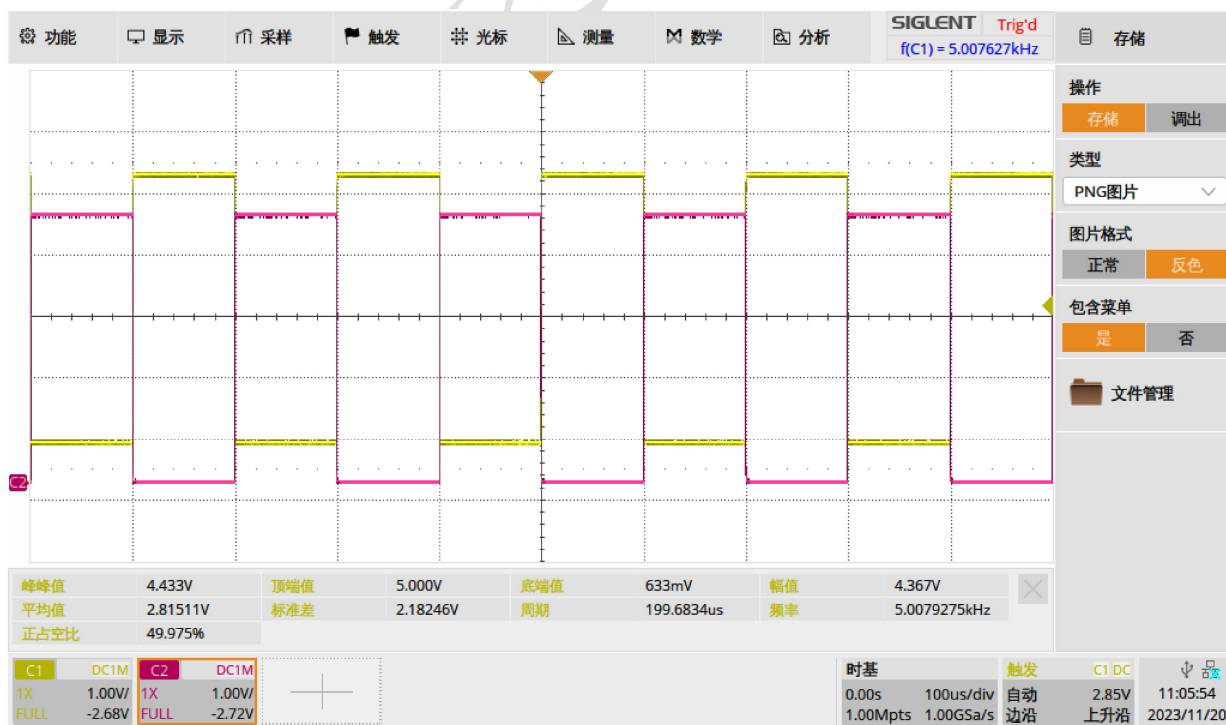 功能 显示 采样 触发 光标 测量 数学 分析 SIGLENT Trig'd 存储
f(C1) = 5.007627kHz
操作
存储 调出
类型
PNG图片
图片格式
正常 反色
包含菜单
是 否
文件管理
C2
峰峰值 4.433V 顶端值 5.000V 底端值 633mV 幅值 4.367V
平均值 2.81511V 标准差 2.18246V 周期 199.6834us 频率 5.0079275kHz
正占空比 49.975%
C1 DC1M C2 DC1M 时基 触发 C1 DC
1X 1.00V/ 1X 1.00V/ 0.00s 100us/div 自动 2.85V 11:05:54
FULL -2.68V FULL -2.72V 1.00Mpts 1.00GSa/s 边沿 上升沿 2023/11/20